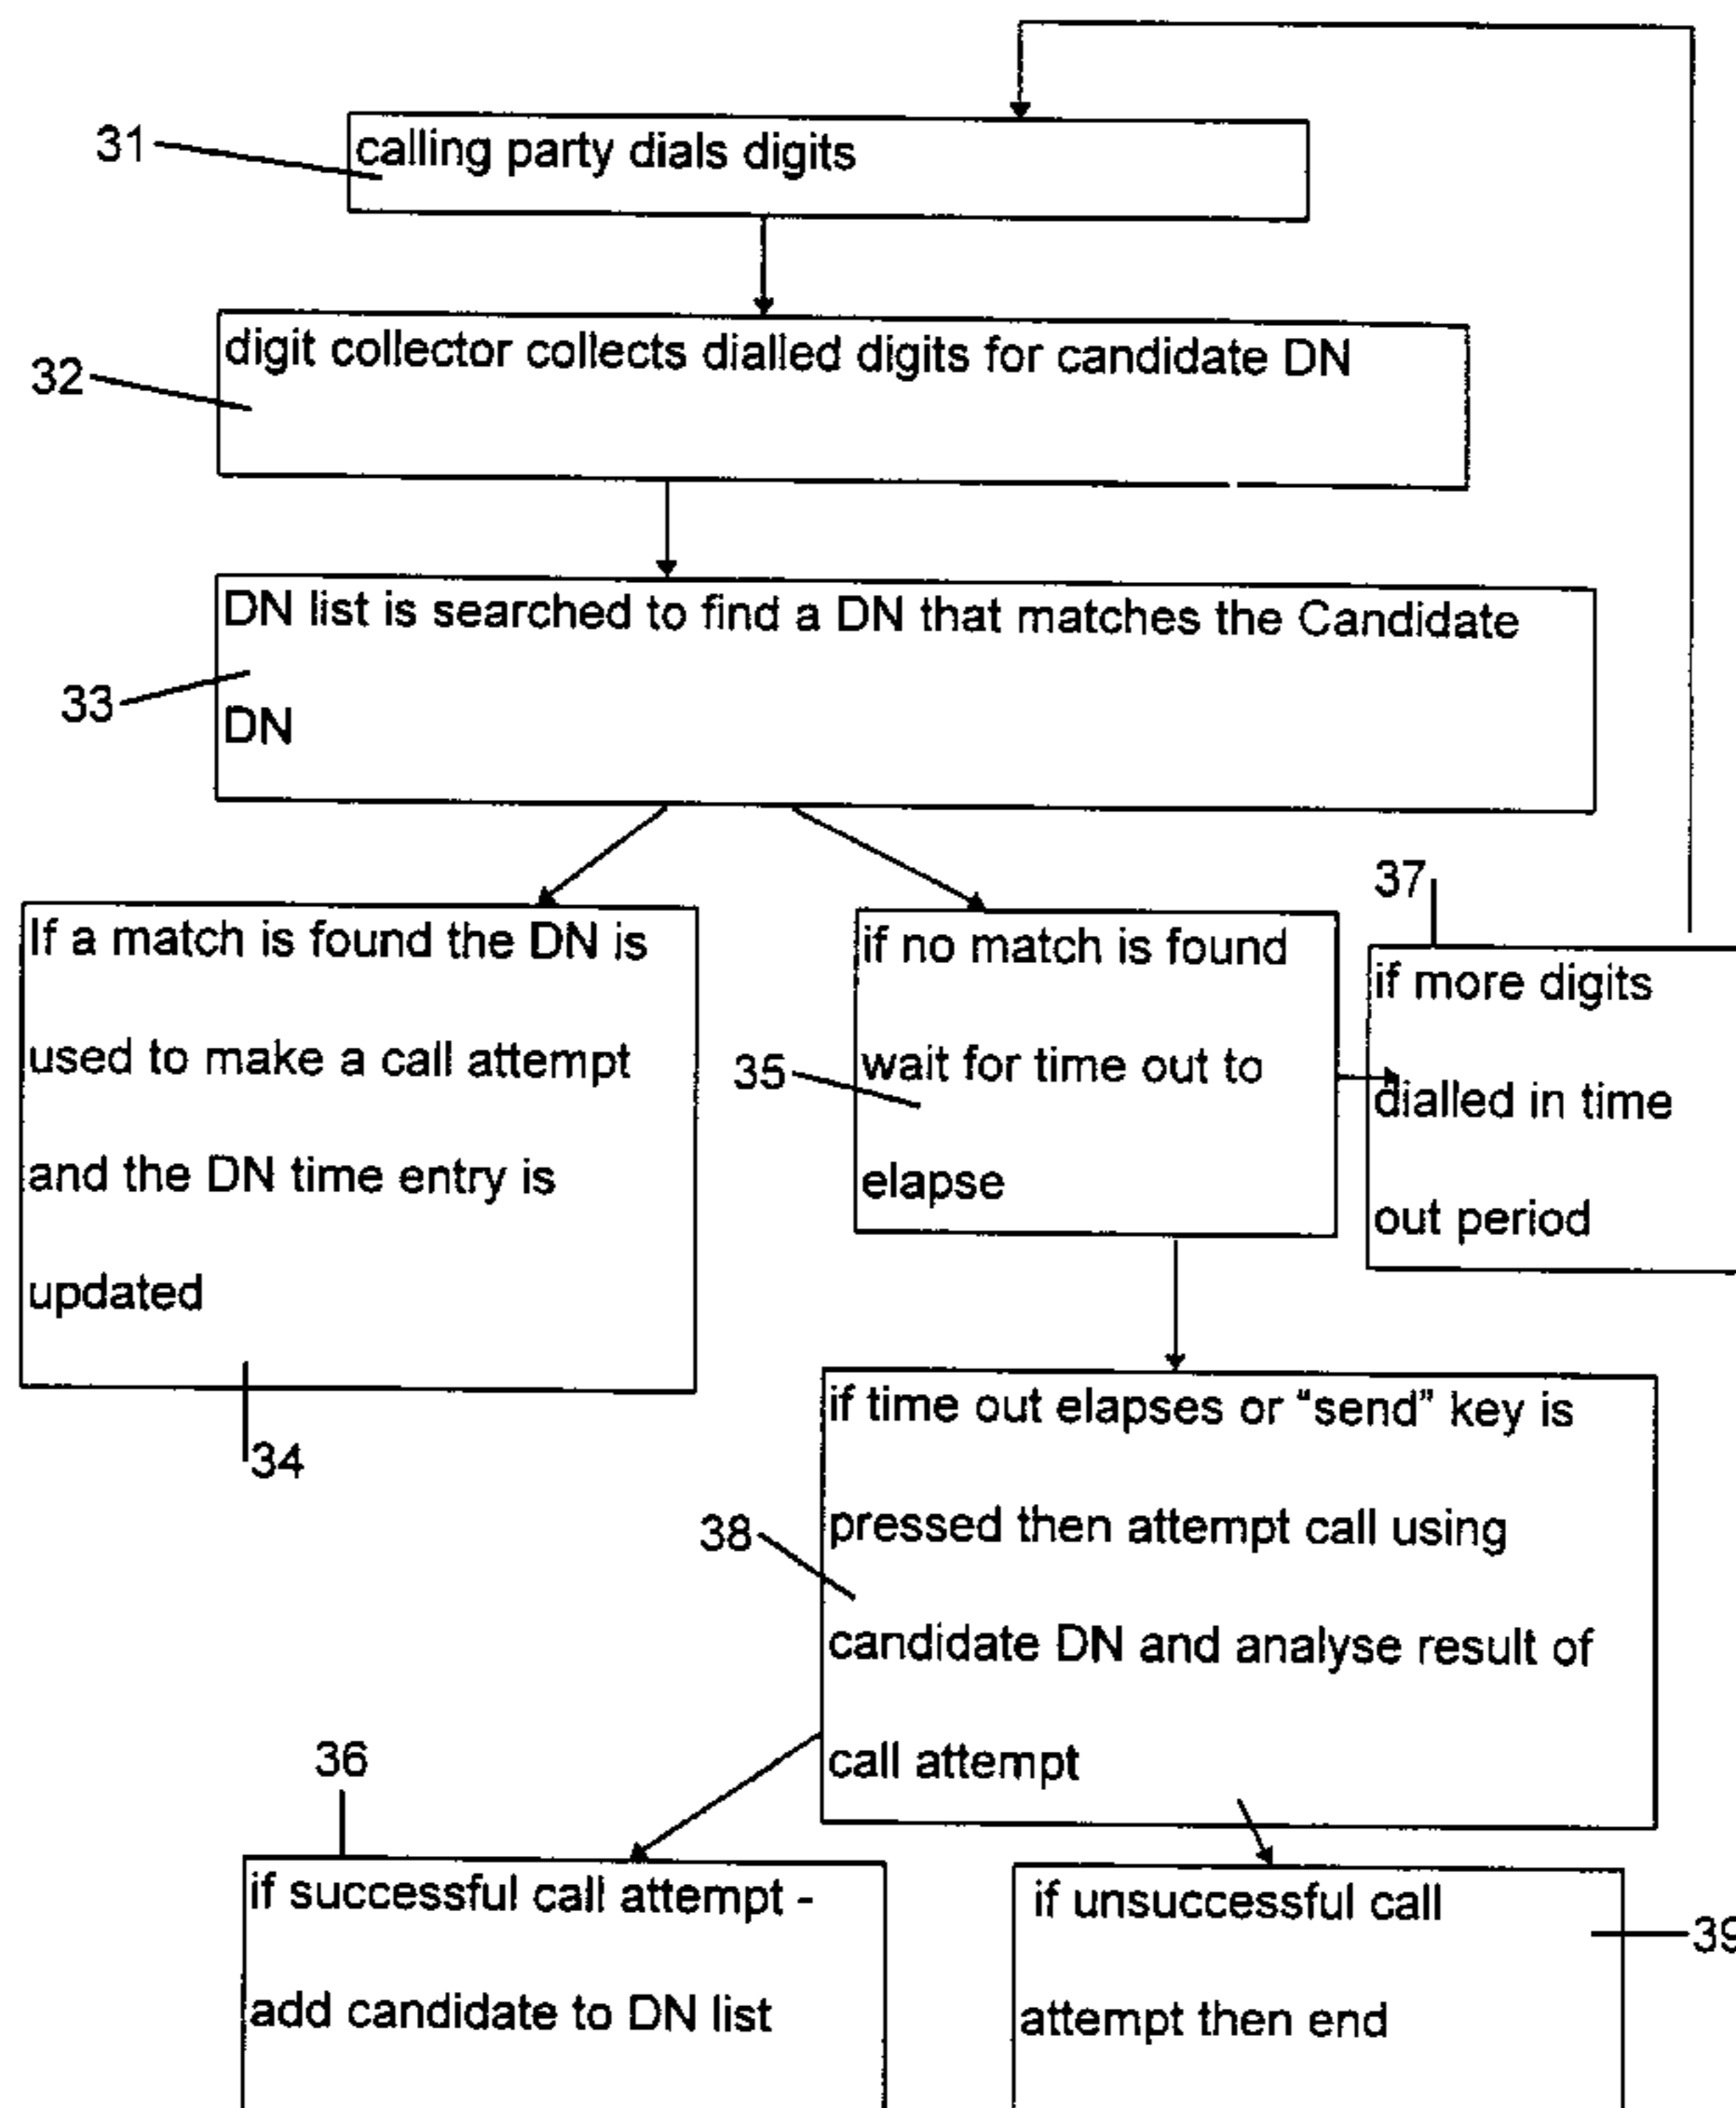 31
calling party dials digits
32
digit collector collects dialled digits for candidate DN
33
DN list is searched to find a DN that matches the Candidate
DN
If a match is found the DN is
used to make a call attempt
and the DN time entry is
updated
34
35
if no match is found
wait for time out to
elapse
37
if more digits
dialled in time
out period
38
if time out elapses or “send” key is
pressed then attempt call using
candidate DN and analyse result of
call attempt
36
if successful call attempt -
add candidate to DN list
if unsuccessful call
attempt then end
39